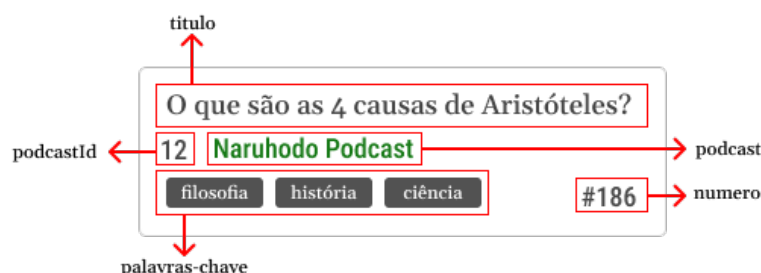 titulo
O que são as 4 causas de Aristóteles?
podcastId
12 Naruhodo Podcast
podcast
filosofia história ciência
#186
numero
palavras-chave